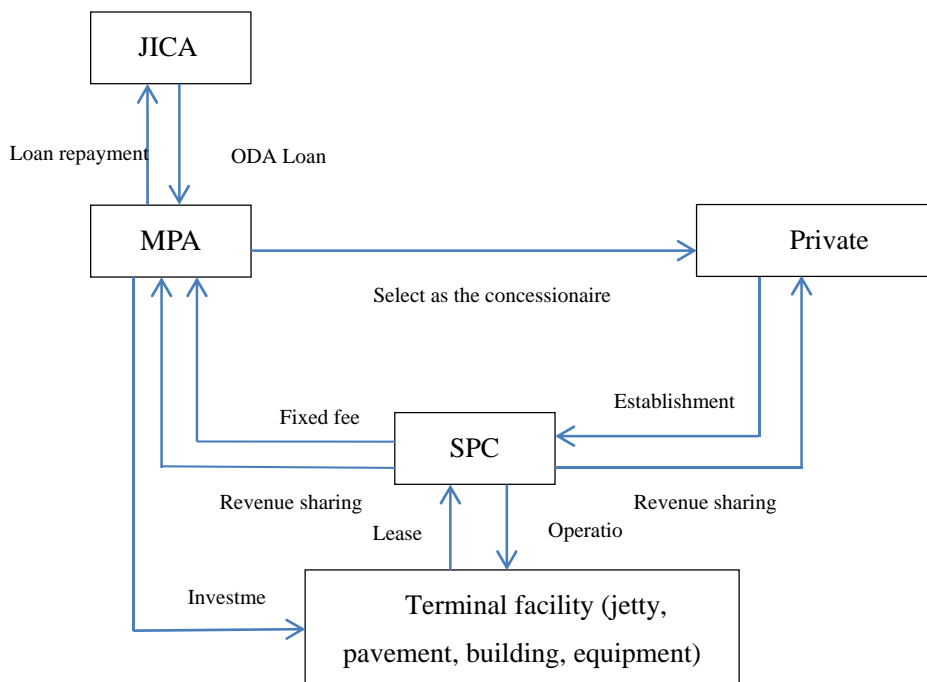 JICA
Loan repayment
ODA Loan
MPA
Private
Select as the concessionaire
Fixed fee
Establishment
SPC
Revenue sharing
Revenue sharing
Lease
Operatio
Investme
Terminal facility (jetty,
pavement, building, equipment)